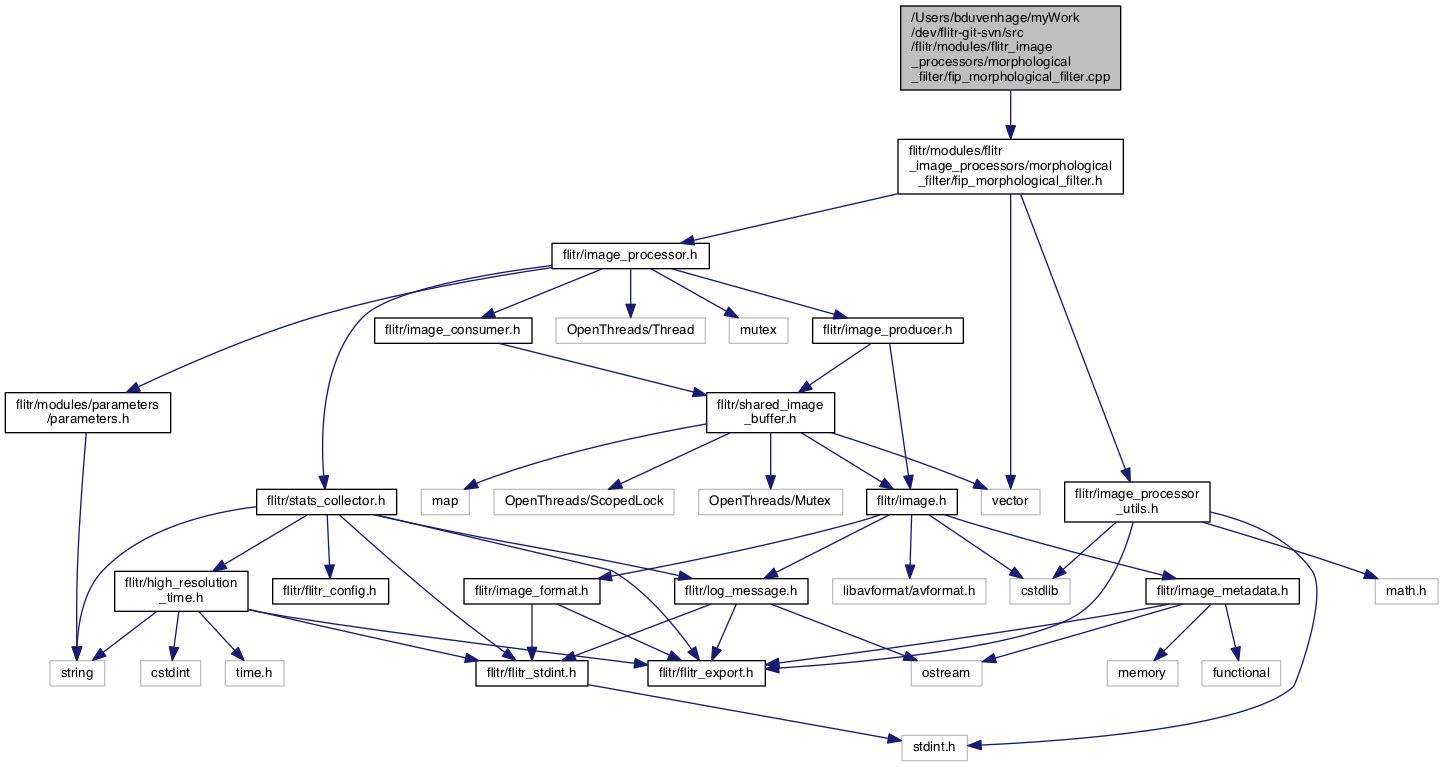 /Users/bduvenhage/myWork
/dev/flitr-git-svn/src
/flitr/modules/flitr_image
_processors/morphological
_filter/fip_morphological_filter.cpp
flitr/modules/flitr
_image_processors/morphological
_filter/fip_morphological_filter.h
flitr/image_processor.h
flitr/image_consumer.h
OpenThreads/Thread
mutex
flitr/image_producer.h
flitr/modules/parameters
/parameters.h
flitr/shared_image
_buffer.h
flitr/stats_collector.h
map
OpenThreads/ScopedLock
OpenThreads/Mutex
flitr/image.h
vector
flitr/image_processor
_utils.h
flitr/high_resolution
_time.h
flitr/flitr_config.h
flitr/image_format.h
flitr/log_message.h
libavformat/avformat.h
cstdlib
flitr/image_metadata.h
math.h
string
cstdint
time.h
flitr/flitr_stdint.h
flitr/flitr_export.h
ostream
memory
functional
stdint.h